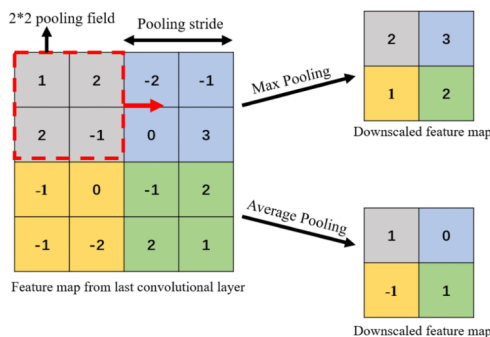 2*2 pooling field
Pooling stride
1 2 -2 -1
2 -1 0 3
-1 0 -1 2
-1 -2 2 1
Feature map from last convolutional layer
Max Pooling
2 3
1 2
Downscaled feature map
Average Pooling
1 0
-1 1
Downscaled feature map